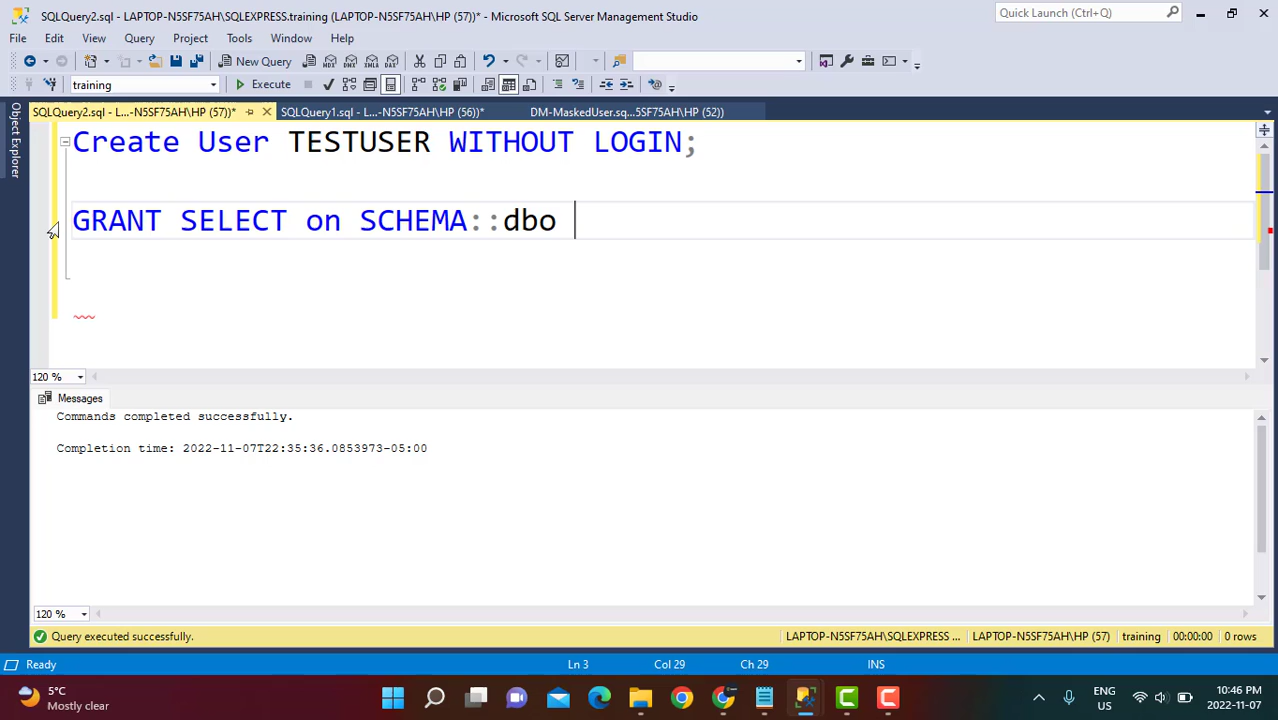 SQLQuery2.sql - LAPTOP-N5SF75AH\SQLEXPRESS.training (LAPTOP-N5SF75AH\HP (57))* - Microsoft SQL Server Management Studio
Quick Launch (Ctrl+Q)
File Edit View Query Project Tools Window Help
New Query
training
Execute
SQLQuery2.sql - L...-N5SF75AH\HP (57))* SQLQuery1.sql - L...-N5SF75AH\HP (56))* DM-MaskedUser.sq...5SF75AH\HP (52))
Object Explorer
Create User TESTUSER WITHOUT LOGIN;
GRANT SELECT on SCHEMA::dbo
120 %
Messages
Commands completed successfully.
Completion time: 2022-11-07T22:35:36.0853973-05:00
120 %
Query executed successfully. LAPTOP-N5SF75AH\SQLEXPRESS ... LAPTOP-N5SF75AH\HP (57) training 00:00:00 0 rows
Ready Ln 3 Col 29 Ch 29 INS
5°C
Mostly clear
ENG
US
10:46 PM
2022-11-07